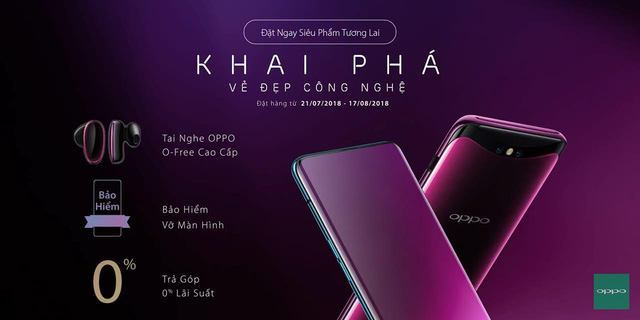 Đặt Ngay Siêu Phẩm Tương Lai
KHAI PHÁ
VẺ ĐẸP CÔNG NGHỆ
Đặt hàng từ 21/07/2018 - 17/08/2018
Tai Nghe OPPO
O-Free Cao Cấp
Bảo
Hiểm
Bảo Hiểm
Vỡ Màn Hình
0%
Trả Góp
0% Lãi Suất
oppo
oppo